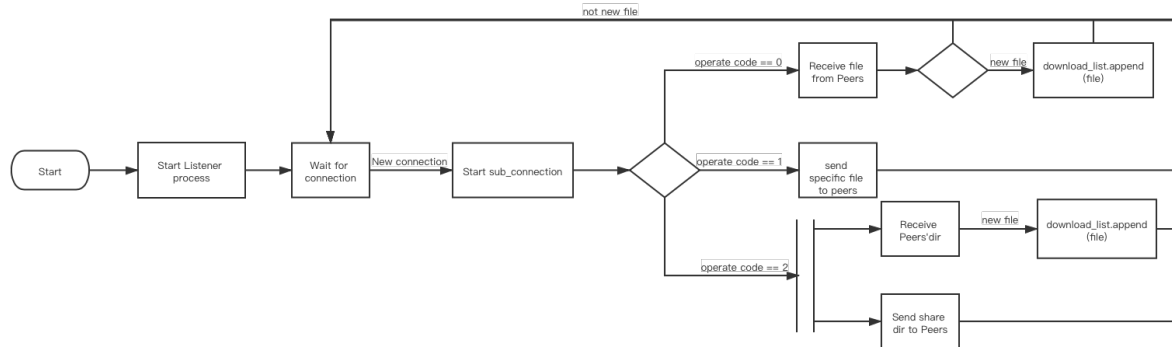 not new file
operate code == 0
Receive file
from Peers
new file
download_list.append
(file)
Start
Start Listener
process
Wait for
connection
New connection
Start sub_connection
operate code == 1
send
specific file
to peers
operate code == 2
Receive
Peers'dir
new file
download_list.append
(file)
Send share
dir to Peers